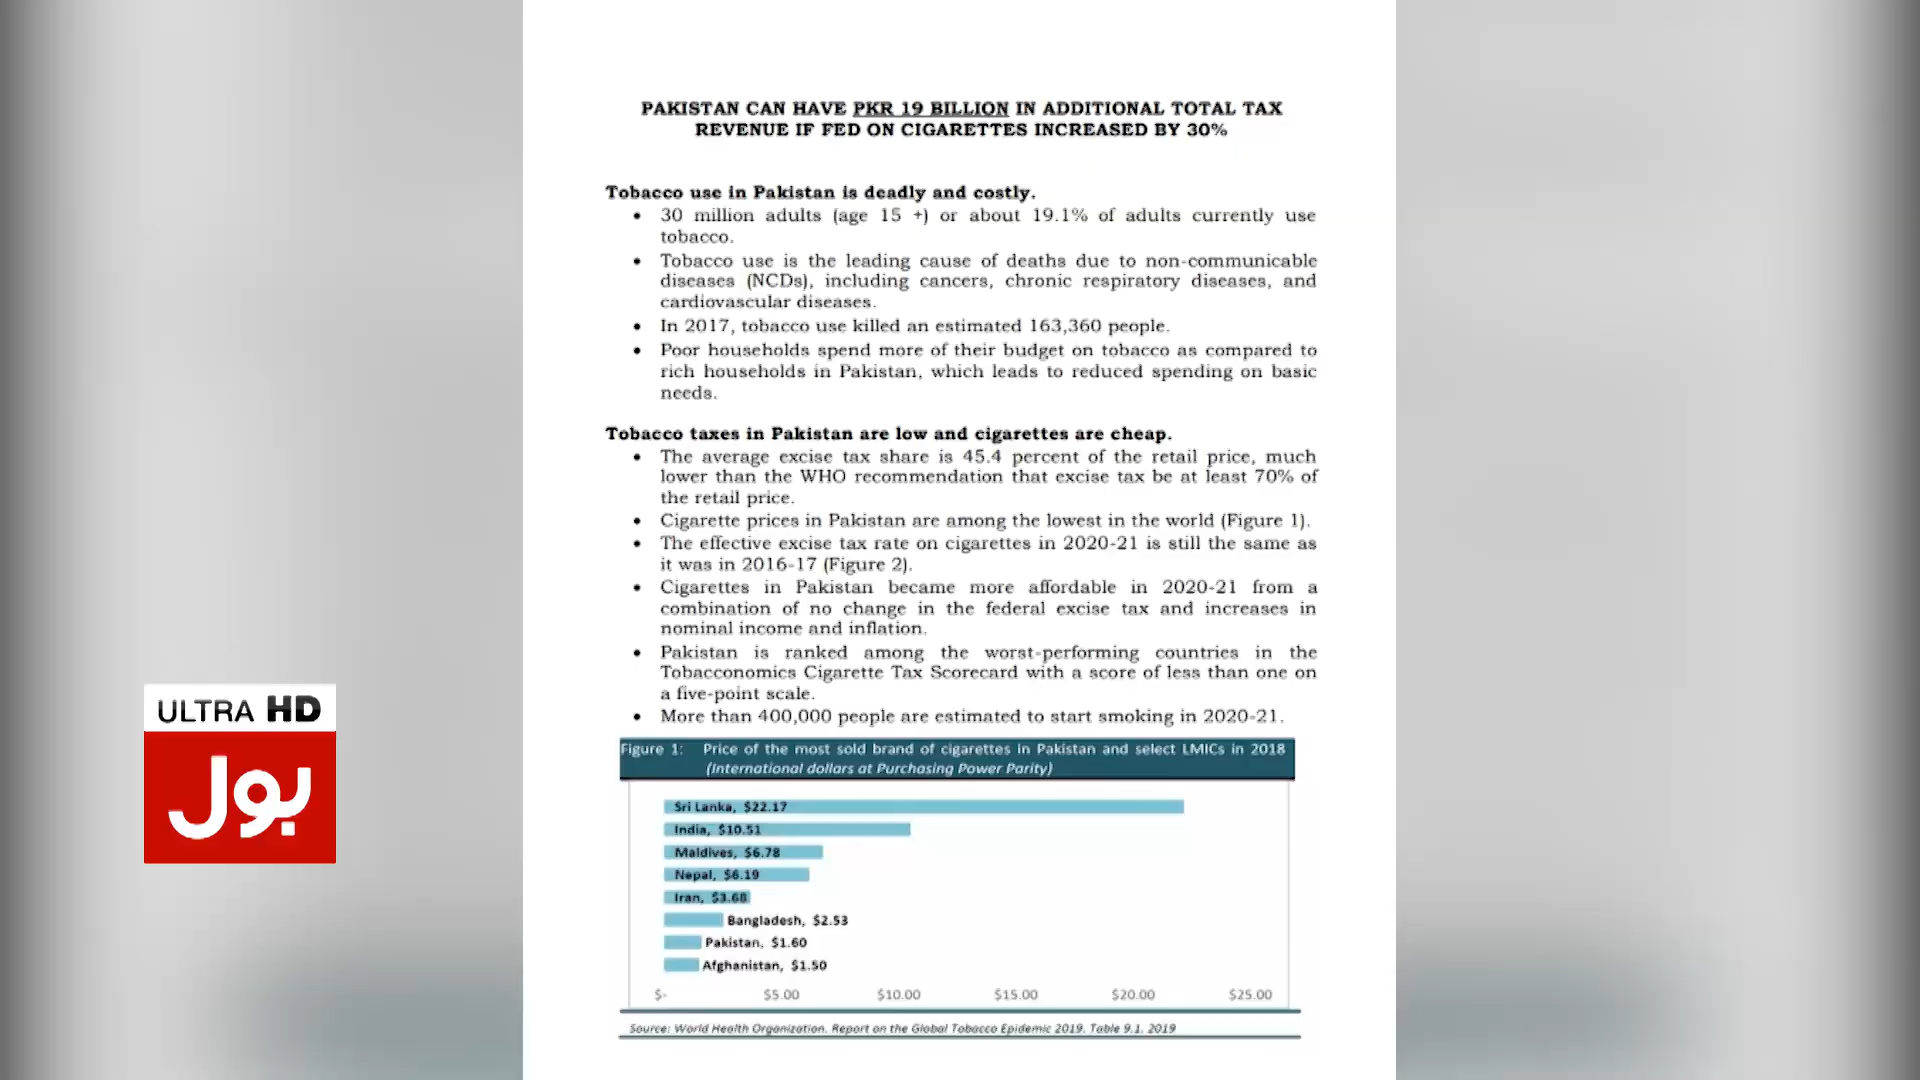 PAKISTAN CAN HAVE PKR 19 BILLION IN ADDITIONAL TOTAL TAX
REVENUE IF FED ON CIGARETTES INCREASED BY 30%
Tobacco use in Pakistan is deadly and costly.
• 30 million adults (age 15 +) or about 19.1% of adults currently use
tobacco.
• Tobacco use is the leading cause of deaths due to non-communicable
diseases (NCDs), including cancers, chronic respiratory diseases, and
cardiovascular diseases.
• In 2017, tobacco use killed an estimated 163,360 people.
• Poor households spend more of their budget on tobacco as compared to
rich households in Pakistan, which leads to reduced spending on basic
needs.
Tobacco taxes in Pakistan are low and cigarettes are cheap.
• The average excise tax share is 45.4 percent of the retail price, much
lower than the WHO recommendation that excise tax be at least 70% of
the retail price.
• Cigarette prices in Pakistan are among the lowest in the world (Figure 1).
• The effective excise tax rate on cigarettes in 2020-21 is still the same as
it was in 2016-17 (Figure 2).
• Cigarettes in Pakistan became more affordable in 2020-21 from a
combination of no change in the federal excise tax and increases in
nominal income and inflation.
• Pakistan is ranked among the worst-performing countries in the
Tobacconomics Cigarette Tax Scorecard with a score of less than one on
a five-point scale.
• More than 400,000 people are estimated to start smoking in 2020-21.
Figure 1: Price of the most sold brand of cigarettes in Pakistan and select LMICs in 2018
(International dollars at Purchasing Power Parity)
Sri Lanka, $22.17
India, $10.51
Maldives, $6.78
Nepal, $6.19
Iran, $3.68
Bangladesh, $2.53
Pakistan, $1.60
Afghanistan, $1.50
$- $5.00 $10.00 $15.00 $20.00 $25.00
Source: World Health Organization. Report on the Global Tobacco Epidemic 2019. Table 9.1. 2019
ULTRA HD
بول